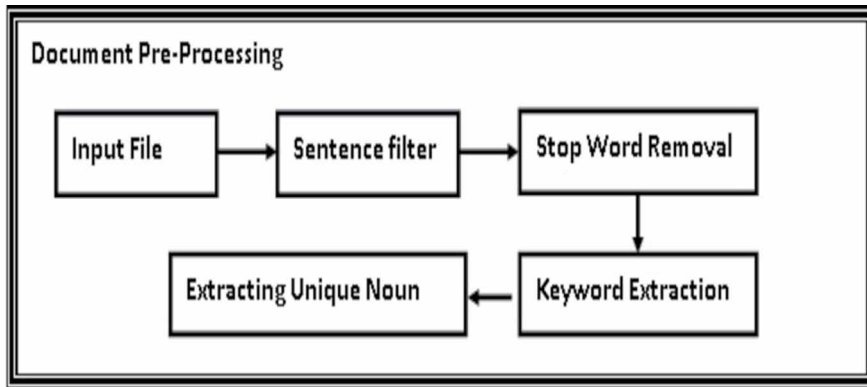 Document Pre-Processing
Input File
Sentence filter
Stop Word Removal
Keyword Extraction
Extracting Unique Noun